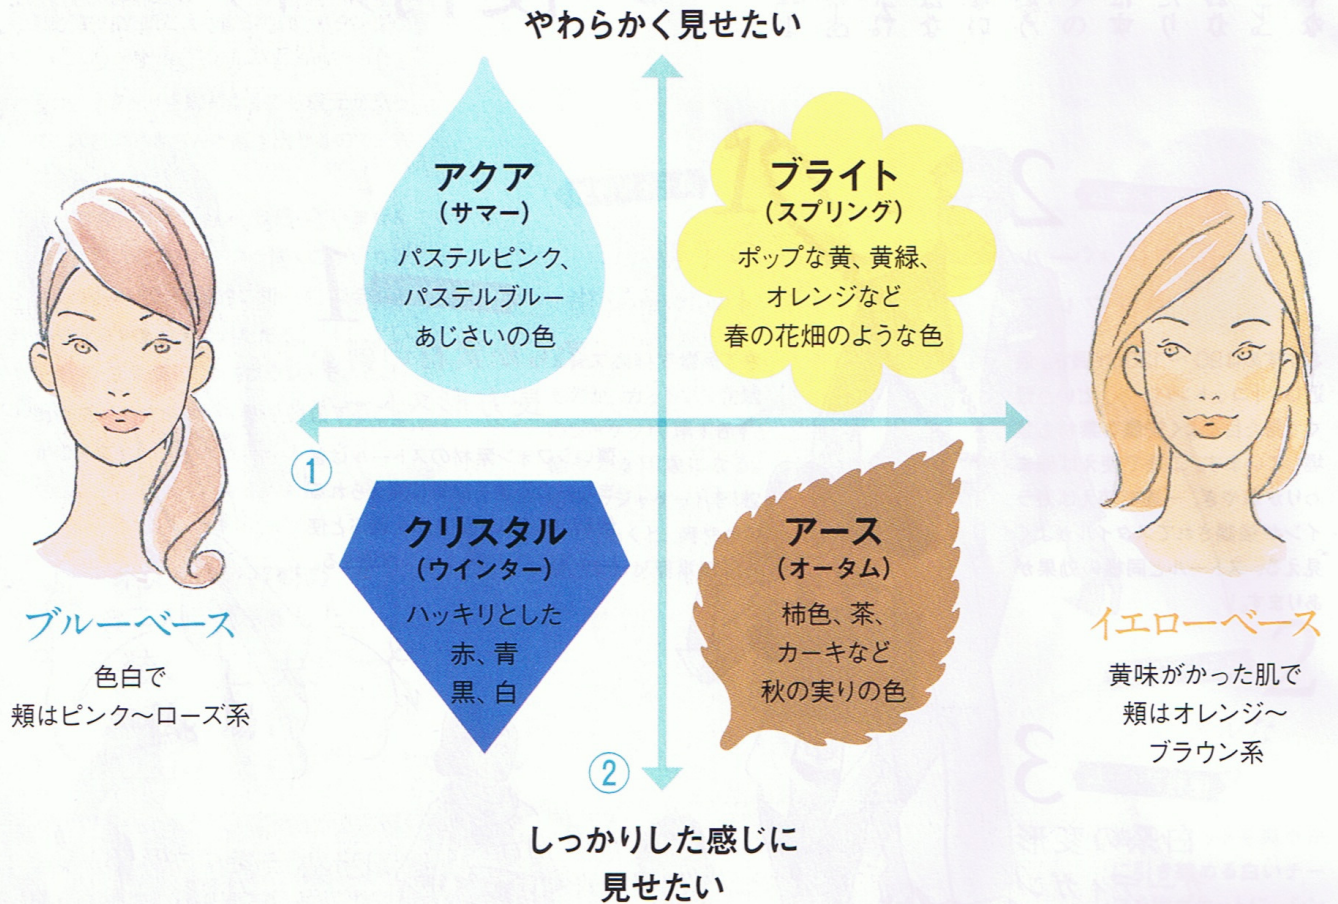 やわらかく見せたい
アクア
(サマー)
パステルピンク、
パステルブルー
あじさいの色
ブライト
(スプリング)
ポップな黄、黄緑、
オレンジなど
春の花畑のような色
①
クリスタル
(ウインター)
ハッキリとした
赤、青
黒、白
アース
(オータム)
柿色、茶、
カーキなど
秋の実りの色
ブルーベース
色白で
頬はピンク〜ローズ系
イエローベース
黄味がかった肌で
頬はオレンジ〜
ブラウン系
②
しっかりした感じに
見せたい